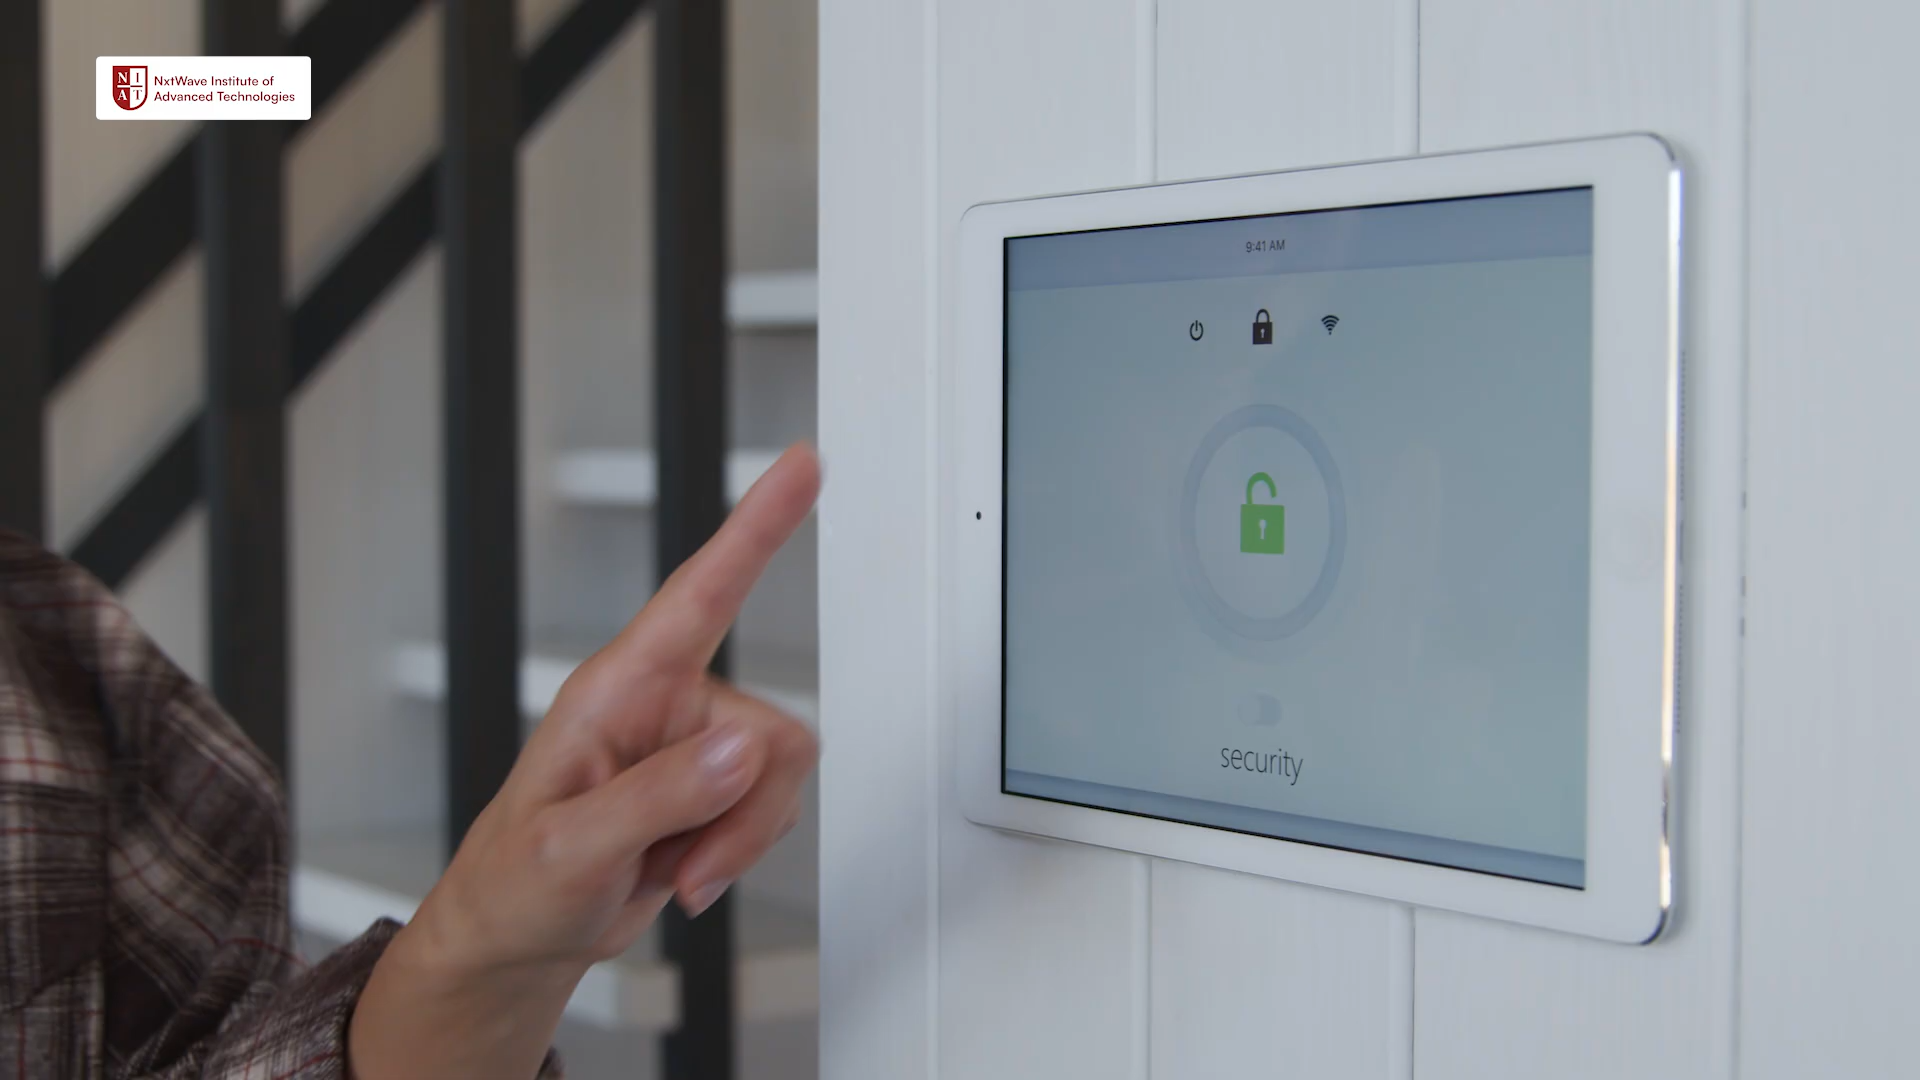 N I
A T
NxtWave Institute of
Advanced Technologies
9:41 AM
security